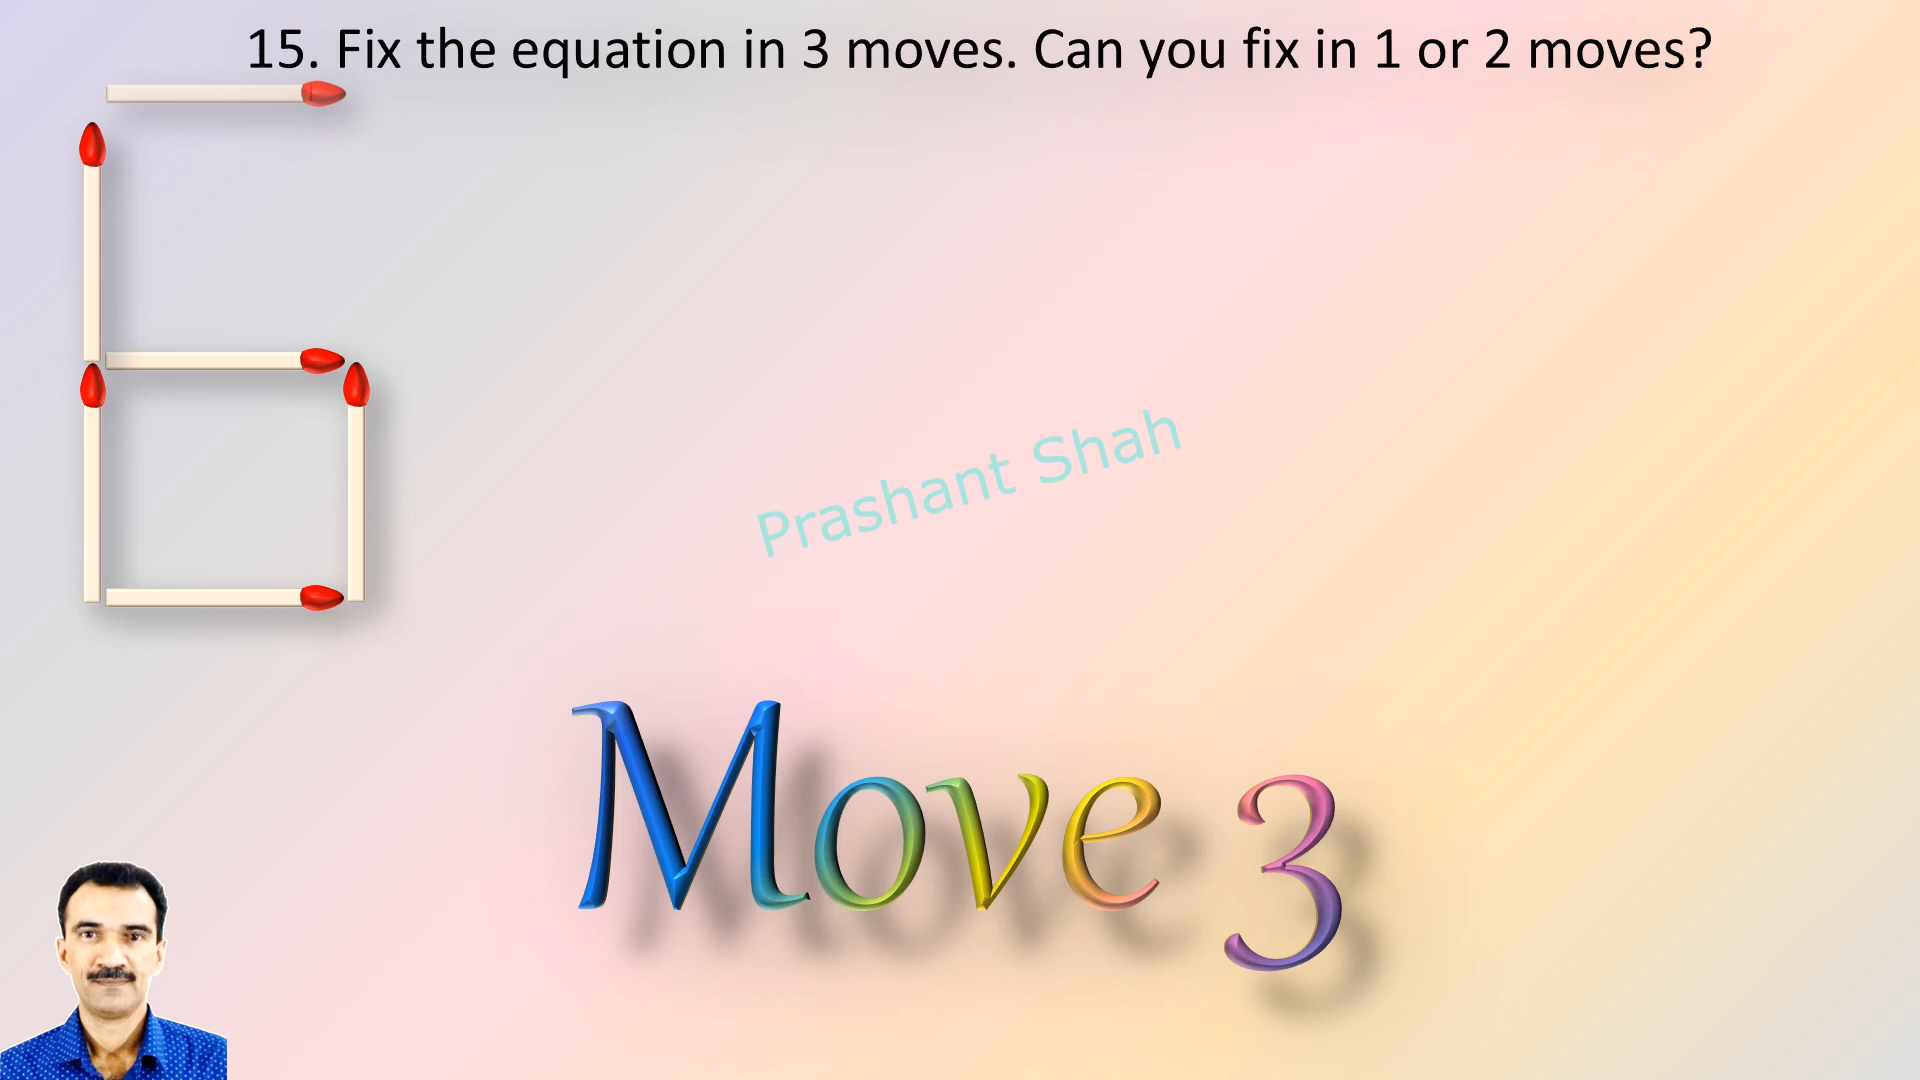 15. Fix the equation in 3 moves. Can you fix in 1 or 2 moves?
6
Prashant Shah
Move 3